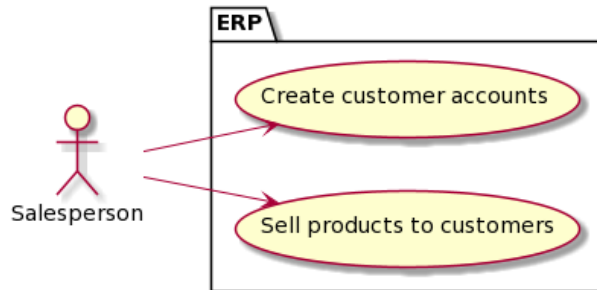 ERP
Create customer accounts
Salesperson
Sell products to customers